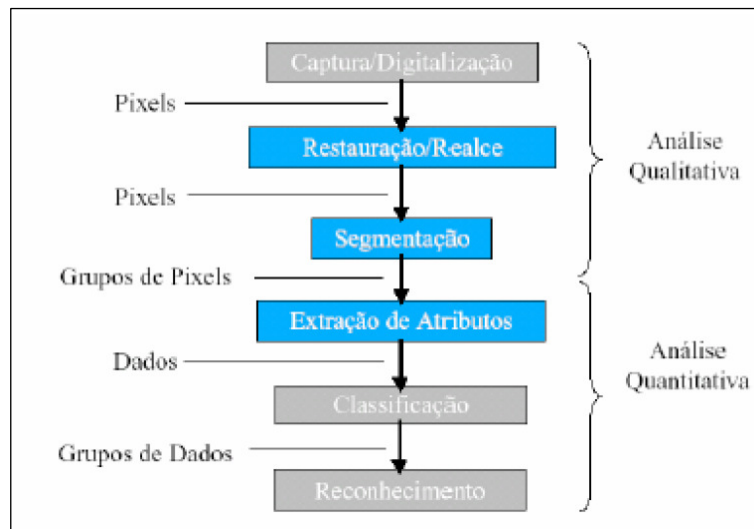 Captura/Digitalização
Pixels
Restauração/Realce
Pixels
Segmentação
Grupos de Pixels
Extração de Atributos
Dados
Classificação
Grupos de Dados
Reconhecimento
Análise
Qualitativa
Análise
Quantitativa